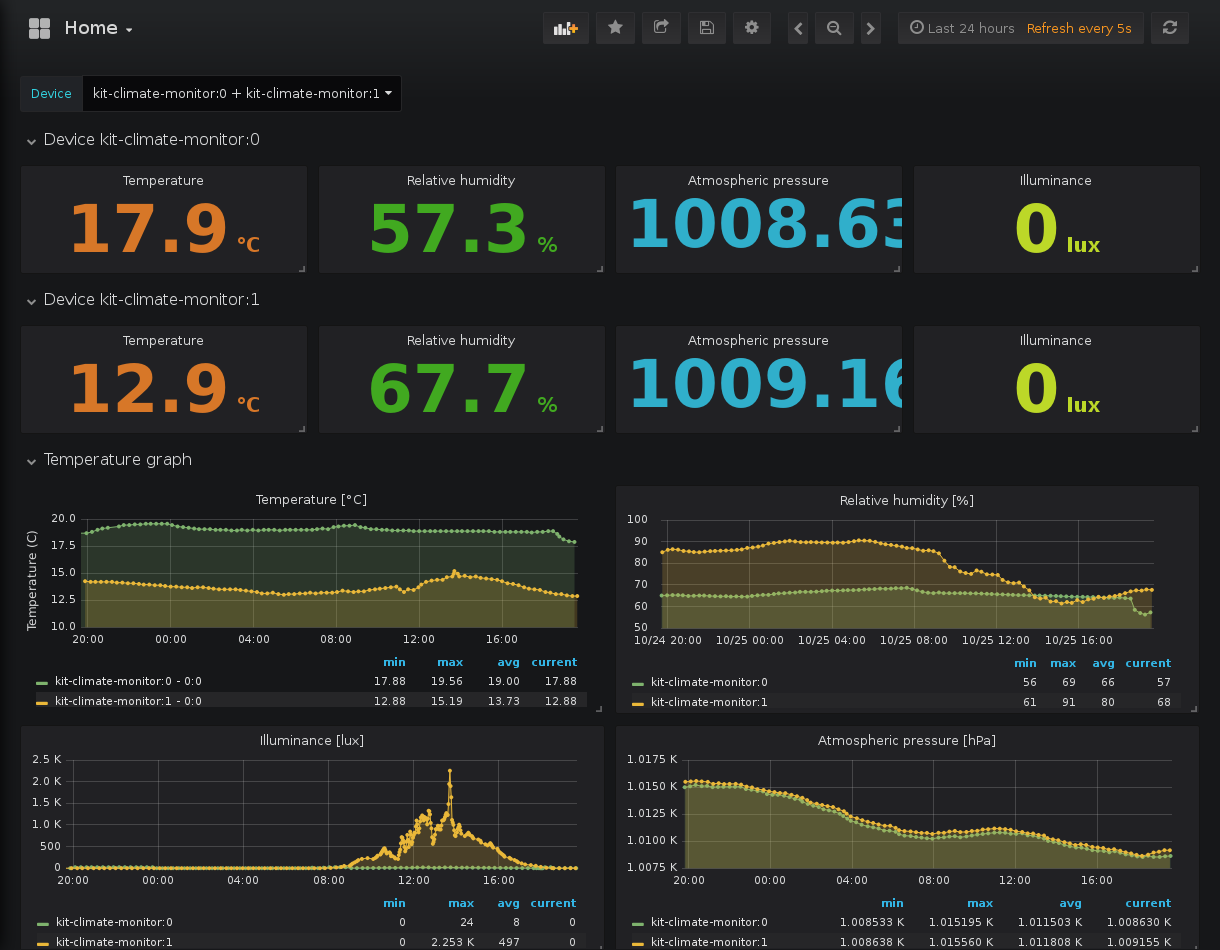 Home
Last 24 hours Refresh every 5s
Device kit-climate-monitor:0 + kit-climate-monitor:1
Device kit-climate-monitor:0
Temperature Relative humidity Atmospheric pressure Illuminance
17.9 °C 57.3 % 1008.63 0 lux
Device kit-climate-monitor:1
Temperature Relative humidity Atmospheric pressure Illuminance
12.9 °C 67.7 % 1009.16 0 lux
Temperature graph
Temperature [°C]
Temperature (C)
20.0
17.5
15.0
12.5
10.0
20:00 00:00 04:00 08:00 12:00 16:00
min max avg current
kit-climate-monitor:0 - 0:0 17.88 19.56 19.00 17.88
kit-climate-monitor:1 - 0:0 12.88 15.19 13.73 12.88
Relative humidity [%]
100
90
80
70
60
50
10/24 20:00 10/25 00:00 10/25 04:00 10/25 08:00 10/25 12:00 10/25 16:00
min max avg current
kit-climate-monitor:0 56 69 66 57
kit-climate-monitor:1 61 91 80 68
Illuminance [lux]
2.5 K
2.0 K
1.5 K
1.0 K
500
0
20:00 00:00 04:00 08:00 12:00 16:00
min max avg current
kit-climate-monitor:0 0 24 8 0
kit-climate-monitor:1 0 2.253 K 497 0
Atmospheric pressure [hPa]
1.0175 K
1.0150 K
1.0125 K
1.0100 K
1.0075 K
20:00 00:00 04:00 08:00 12:00 16:00
min max avg current
kit-climate-monitor:0 1.008533 K 1.015195 K 1.011503 K 1.008630 K
kit-climate-monitor:1 1.008638 K 1.015560 K 1.011808 K 1.009155 K